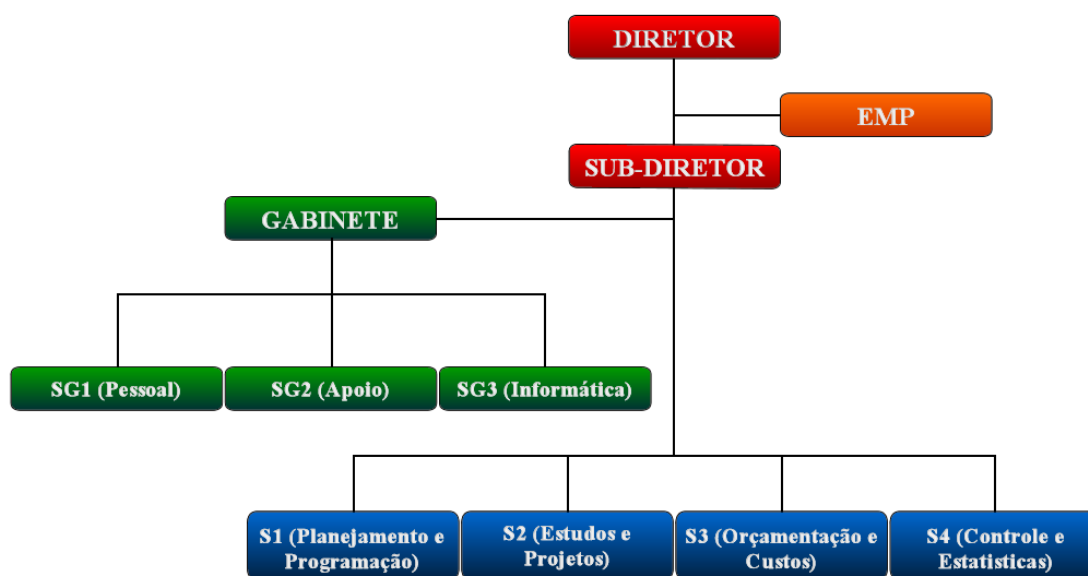 DIRETOR
EMP
SUB-DIRETOR
GABINETE
SG1 (Pessoal)
SG2 (Apoio)
SG3 (Informática)
S1 (Planejamento e
Programação)
S2 (Estudos e
Projetos)
S3 (Orçamentação e
Custos)
S4 (Controle e
Estatisticas)